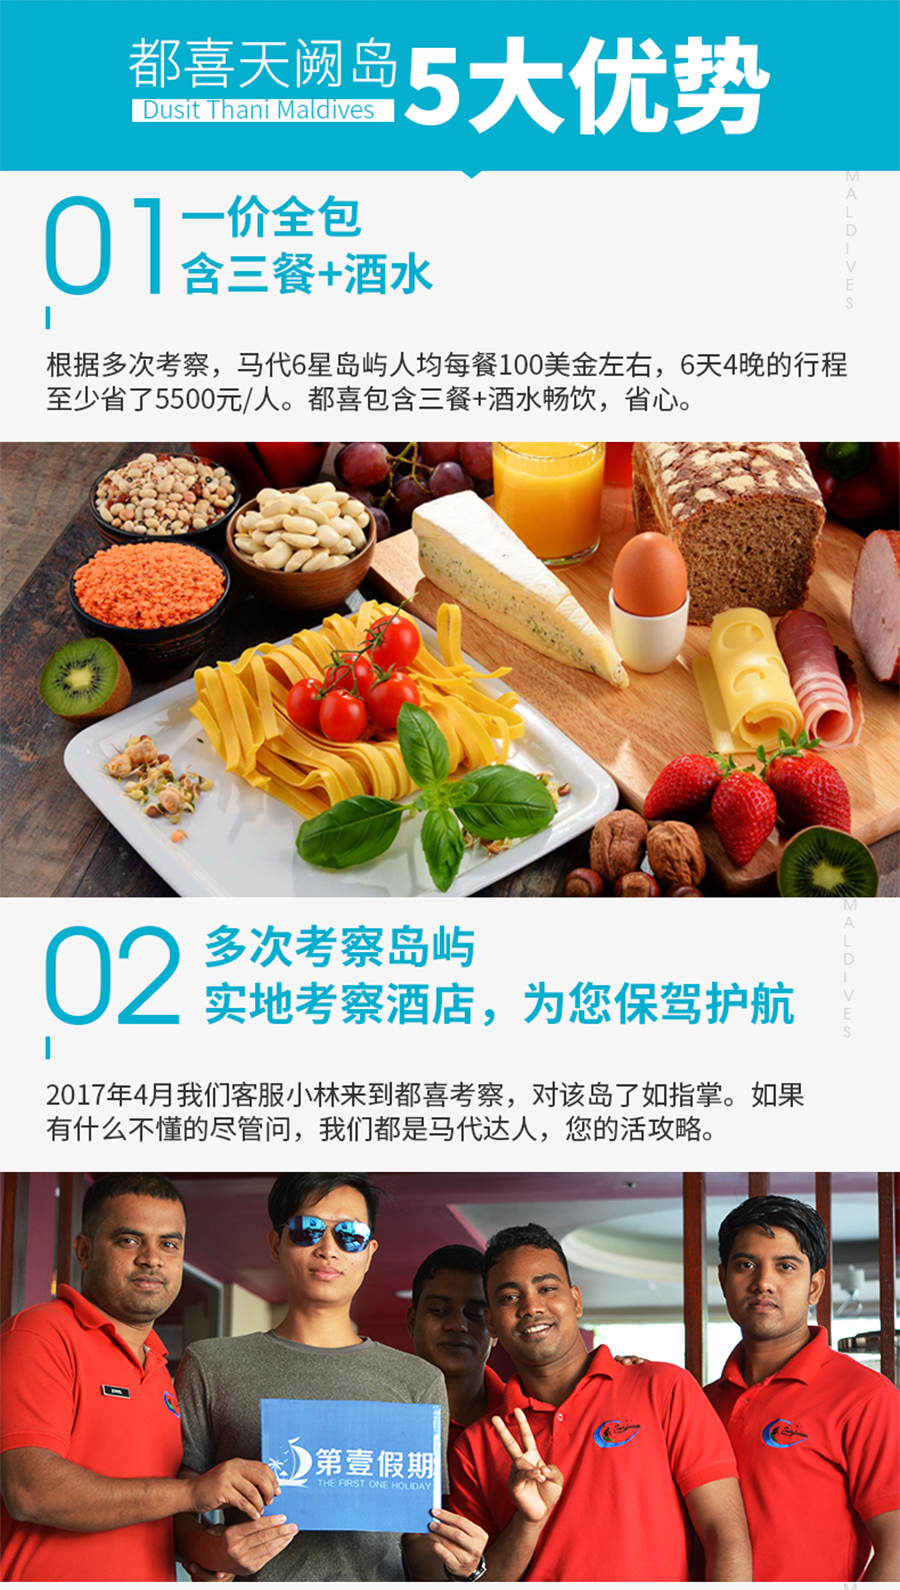 都喜天阙岛
Dusit Thani Maldives
5大优势
MALDIVES
01
一价全包
含三餐+酒水
根据多次考察，马代6星岛屿人均每餐100美金左右，6天4晚的行程
至少省了5500元/人。都喜包含三餐+酒水畅饮，省心。
MALDIVES
02
多次考察岛屿
实地考察酒店，为您保驾护航
2017年4月我们客服小林来到都喜考察，对该岛了如指掌。如果
有什么不懂的尽管问，我们都是马代达人，您的活攻略。
第壹假期
THE FIRST ONE HOLIDAY